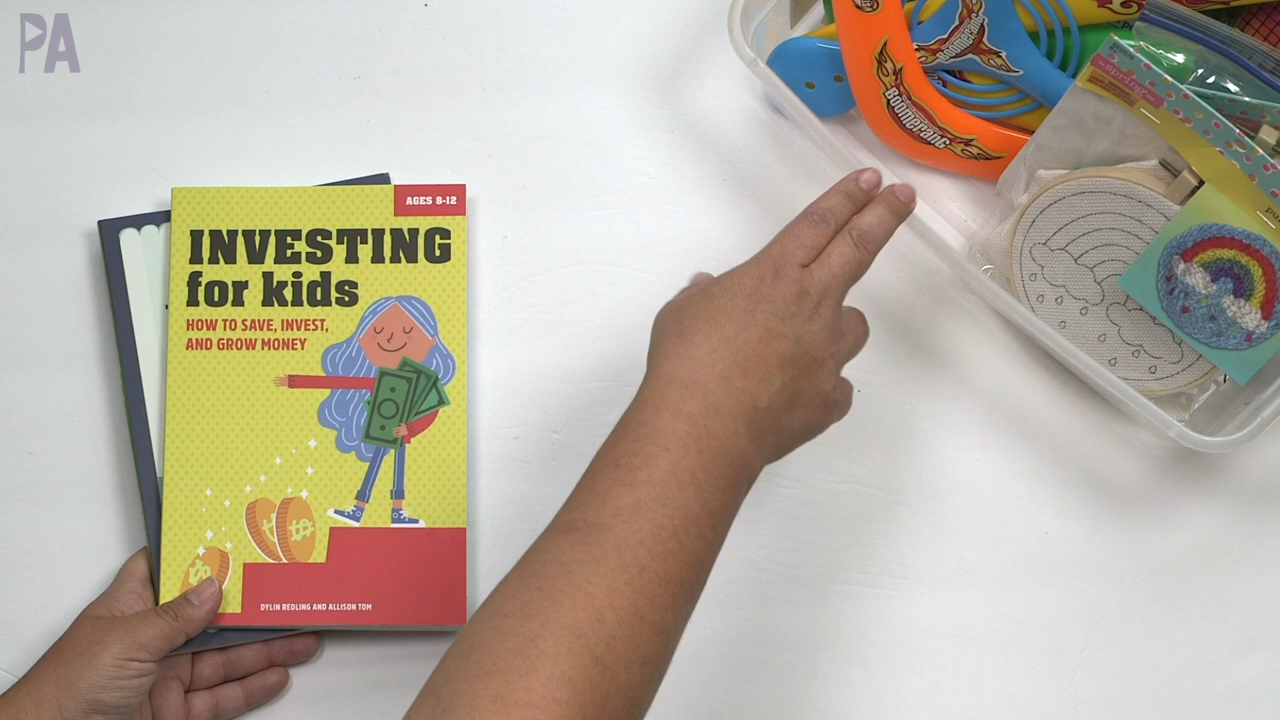 PA
AGES 8-12
INVESTING
for kids
HOW TO SAVE, INVEST,
AND GROW MONEY
DYLIN REDLING AND ALLISON TOM
BOOMERANG
Boomerang
spring